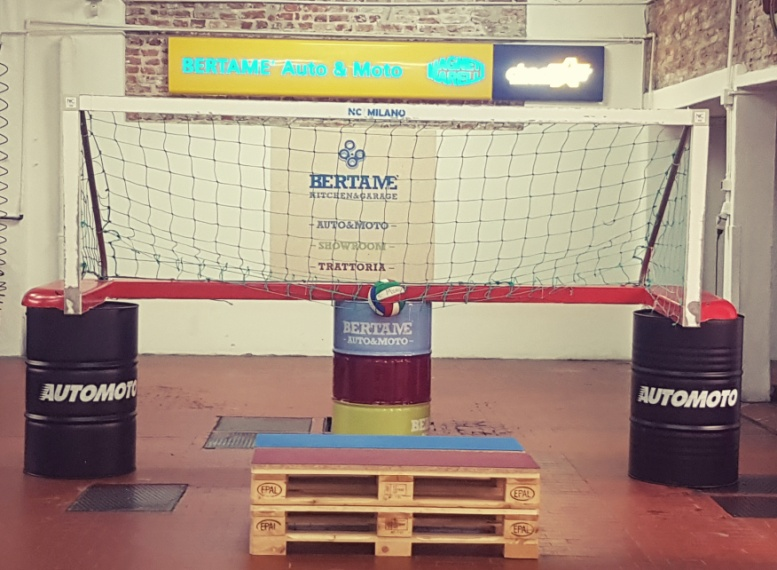 BERTAME® Auto & Moto
NC MILANO
BERTAME®
KITCHEN&GARAGE
- AUTO&MOTO -
- SHOWROOM -
- TRATTORIA -
BERTAME®
- AUTO&MOTO -
AUTOMOTO
AUTOMOTO
BE
EPAL
EPAL
EPAL
EPAL